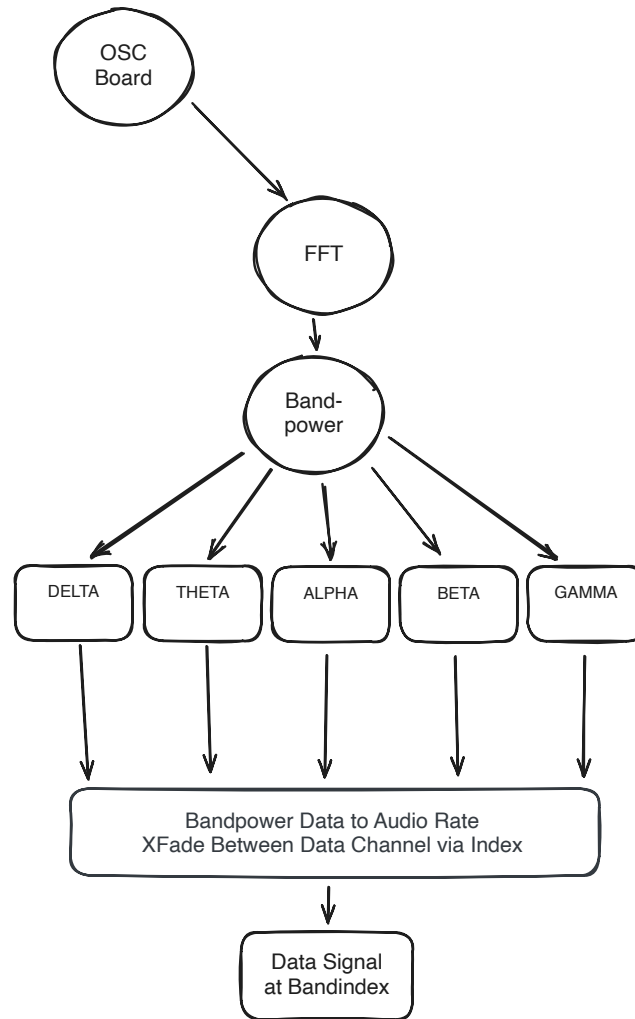 OSC
Board
FFT
Band-
power
DELTA
THETA
ALPHA
BETA
GAMMA
Bandpower Data to Audio Rate
XFade Between Data Channel via Index
Data Signal
at Bandindex